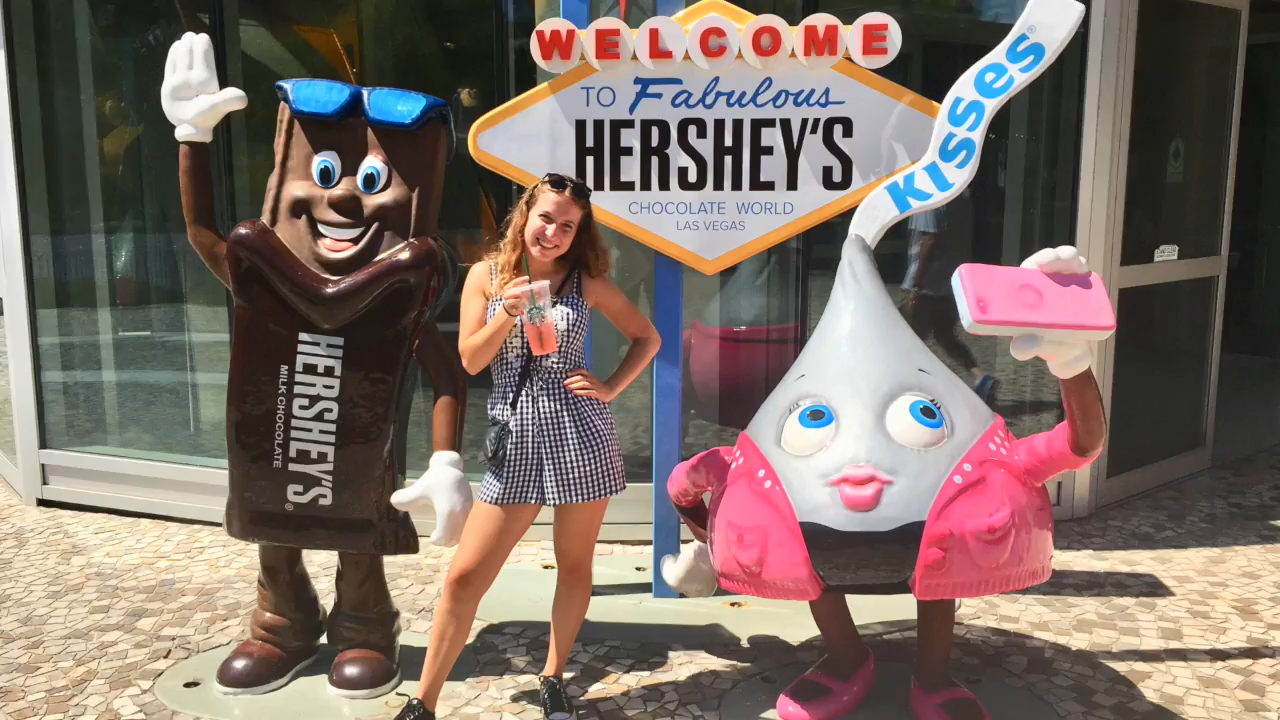 WELCOME
TO Fabulous
HERSHEY'S
CHOCOLATE WORLD
LAS VEGAS
KISSES®
HERSHEY'S®
MILK CHOCOLATE